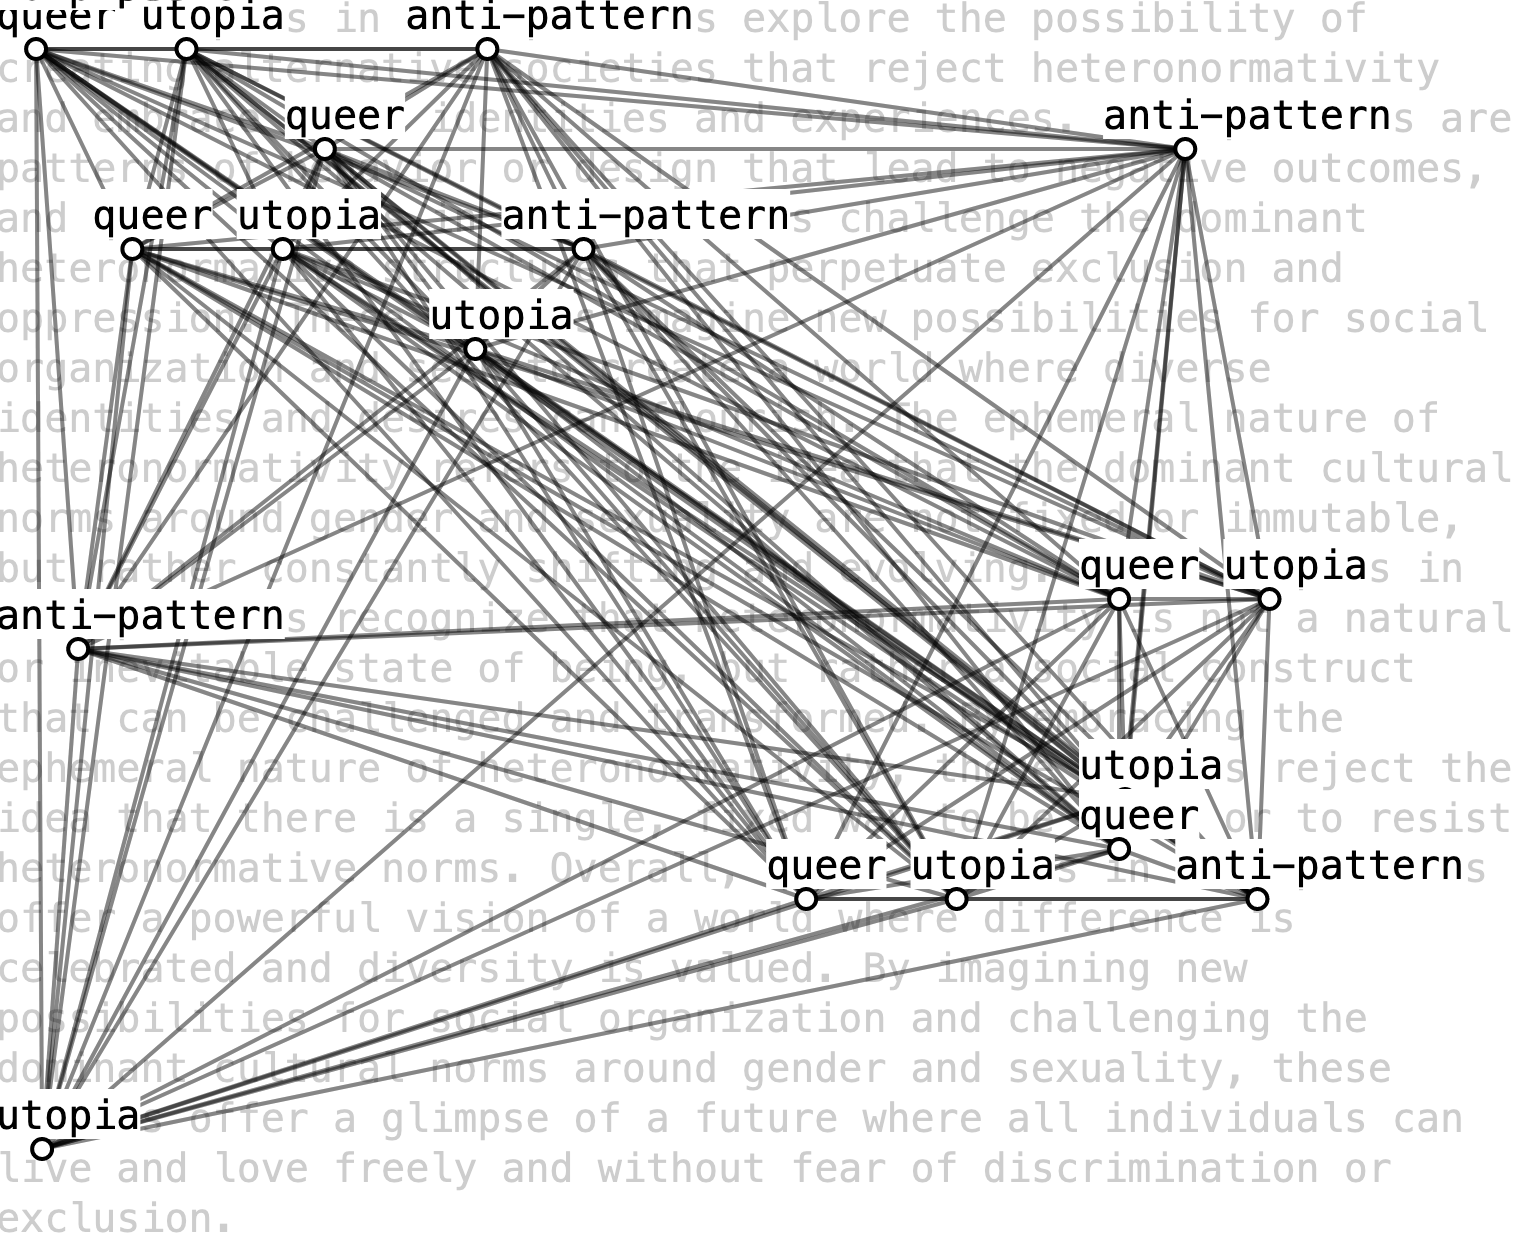 queer utopias in anti-patterns explore the possibility of
creating alternative societies that reject heteronormativity
and embrace queer identities and experiences. anti-patterns are
patterns of behavior or design that lead to negative outcomes,
and queer utopia anti-patterns challenge the dominant
heteronormative structures that perpetuate exclusion and
oppression. utopia imagine new possibilities for social
organization and seek to create a world where diverse
identities and desires can flourish. The ephemeral nature of
heteronormativity refers to the idea that the dominant cultural
norms around gender and sexuality are not fixed or immutable,
but rather constantly shifting and evolving. queer utopias in
anti-patterns recognize that heteronormativity is not a natural
or inevitable state of being, but rather a social construct
that can be challenged and transformed. By embracing the
ephemeral nature of heteronormativity, utopias reject the
idea that there is a single, way to be queer or to resist
heteronormative norms. Overall, queer utopias in anti-patterns
offer a powerful vision of a world where difference is
celebrated and diversity is valued. By imagining new
possibilities for social organization and challenging the
dominant cultural norms around gender and sexuality, these
utopias offer a glimpse of a future where all individuals can
live and love freely and without fear of discrimination or
exclusion.